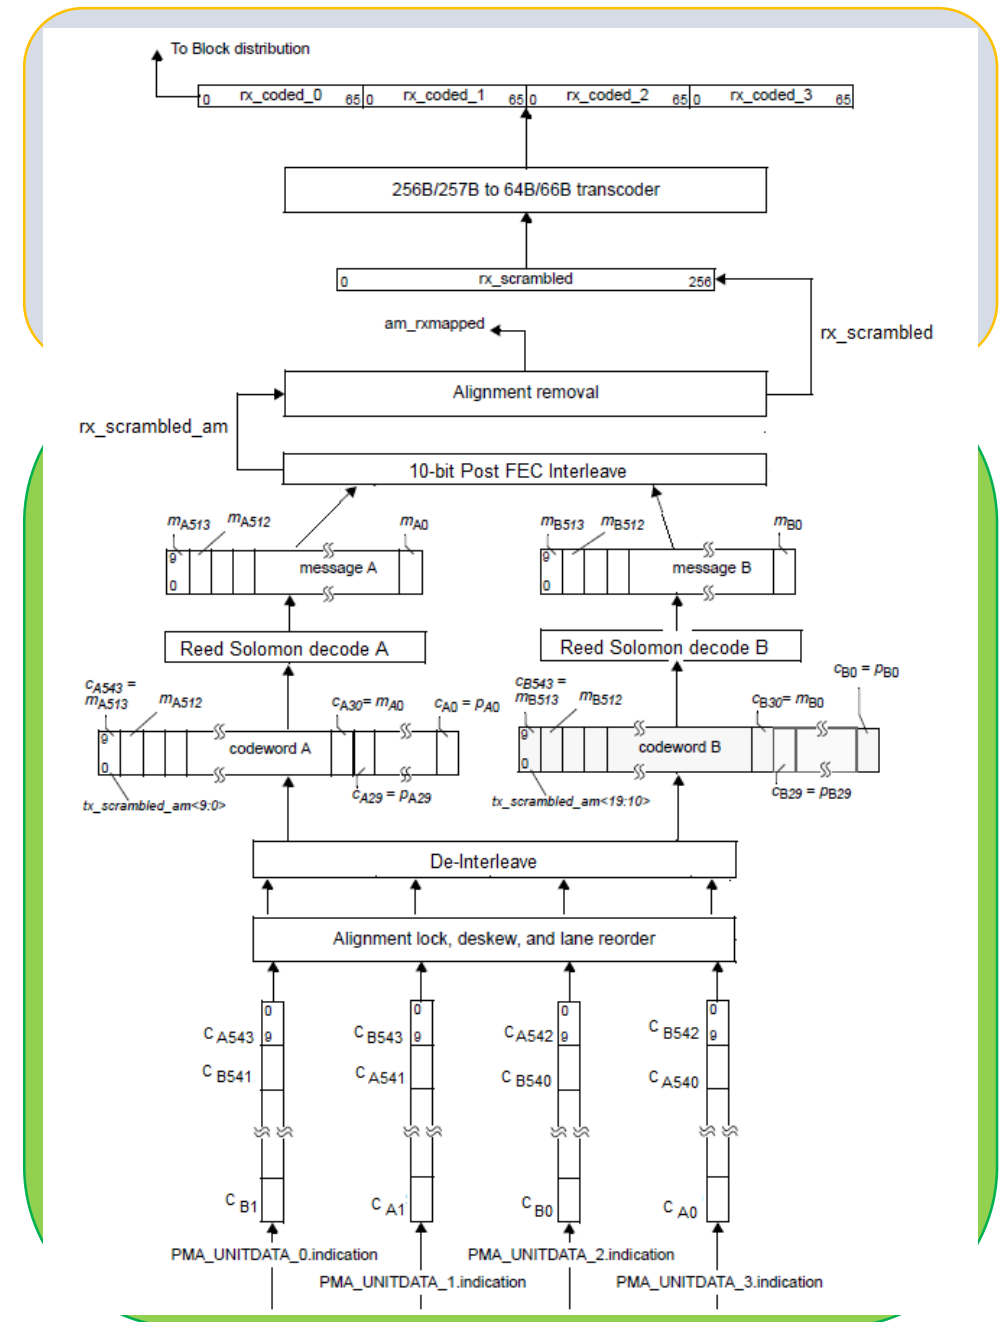 To Block distribution
0 rx_coded_0 65 0 rx_coded_1 65 0 rx_coded_2 65 0 rx_coded_3 65
256B/257B to 64B/66B transcoder
0 rx_scrambled 256
am_rxmapped
rx_scrambled
Alignment removal
rx_scrambled_am
10-bit Post FEC Interleave
mA513 mA512 mA0 mB513 mB512 mB0
9 9
message A message B
0 0
Reed Solomon decode A Reed Solomon decode B
cA543 = mA513 mA512 cA30= mA0 cA0 = pA0 cB543 = mB513 mB512 cB30= mB0 cB0 = pB0
9 9
codeword A codeword B
0 0
tx_scrambled_am<9:0> cA29 = pA29 tx_scrambled_am<19:10> cB29 = pB29
De-Interleave
Alignment lock, deskew, and lane reorder
0 0 0 0
CA543 9 CB543 9 CA542 9 CB542 9
CB541 CA541 CB540 CA540
CB1 CA1 CB0 CA0
PMA_UNITDATA_0.indication PMA_UNITDATA_2.indication
PMA_UNITDATA_1.indication PMA_UNITDATA_3.indication